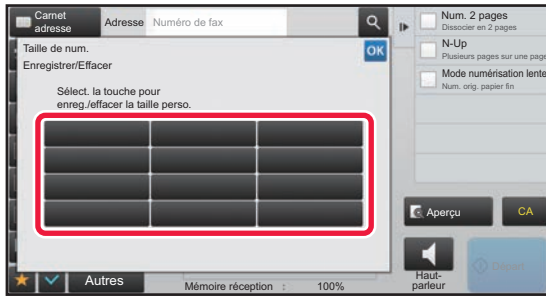 Carnet
adresse
Adresse
Numéro de fax
Taille de num.
OK
Enregistrer/Effacer
Sélect. la touche pour
enreg./effacer la taille perso.
Num. 2 pages
Dissocier en 2 pages
N-Up
Plusieurs pages sur une page
Mode numérisation lente
Num. orig. papier fin
Aperçu
CA
Haut-
parleur
Départ
Autres
Mémoire réception : 100%